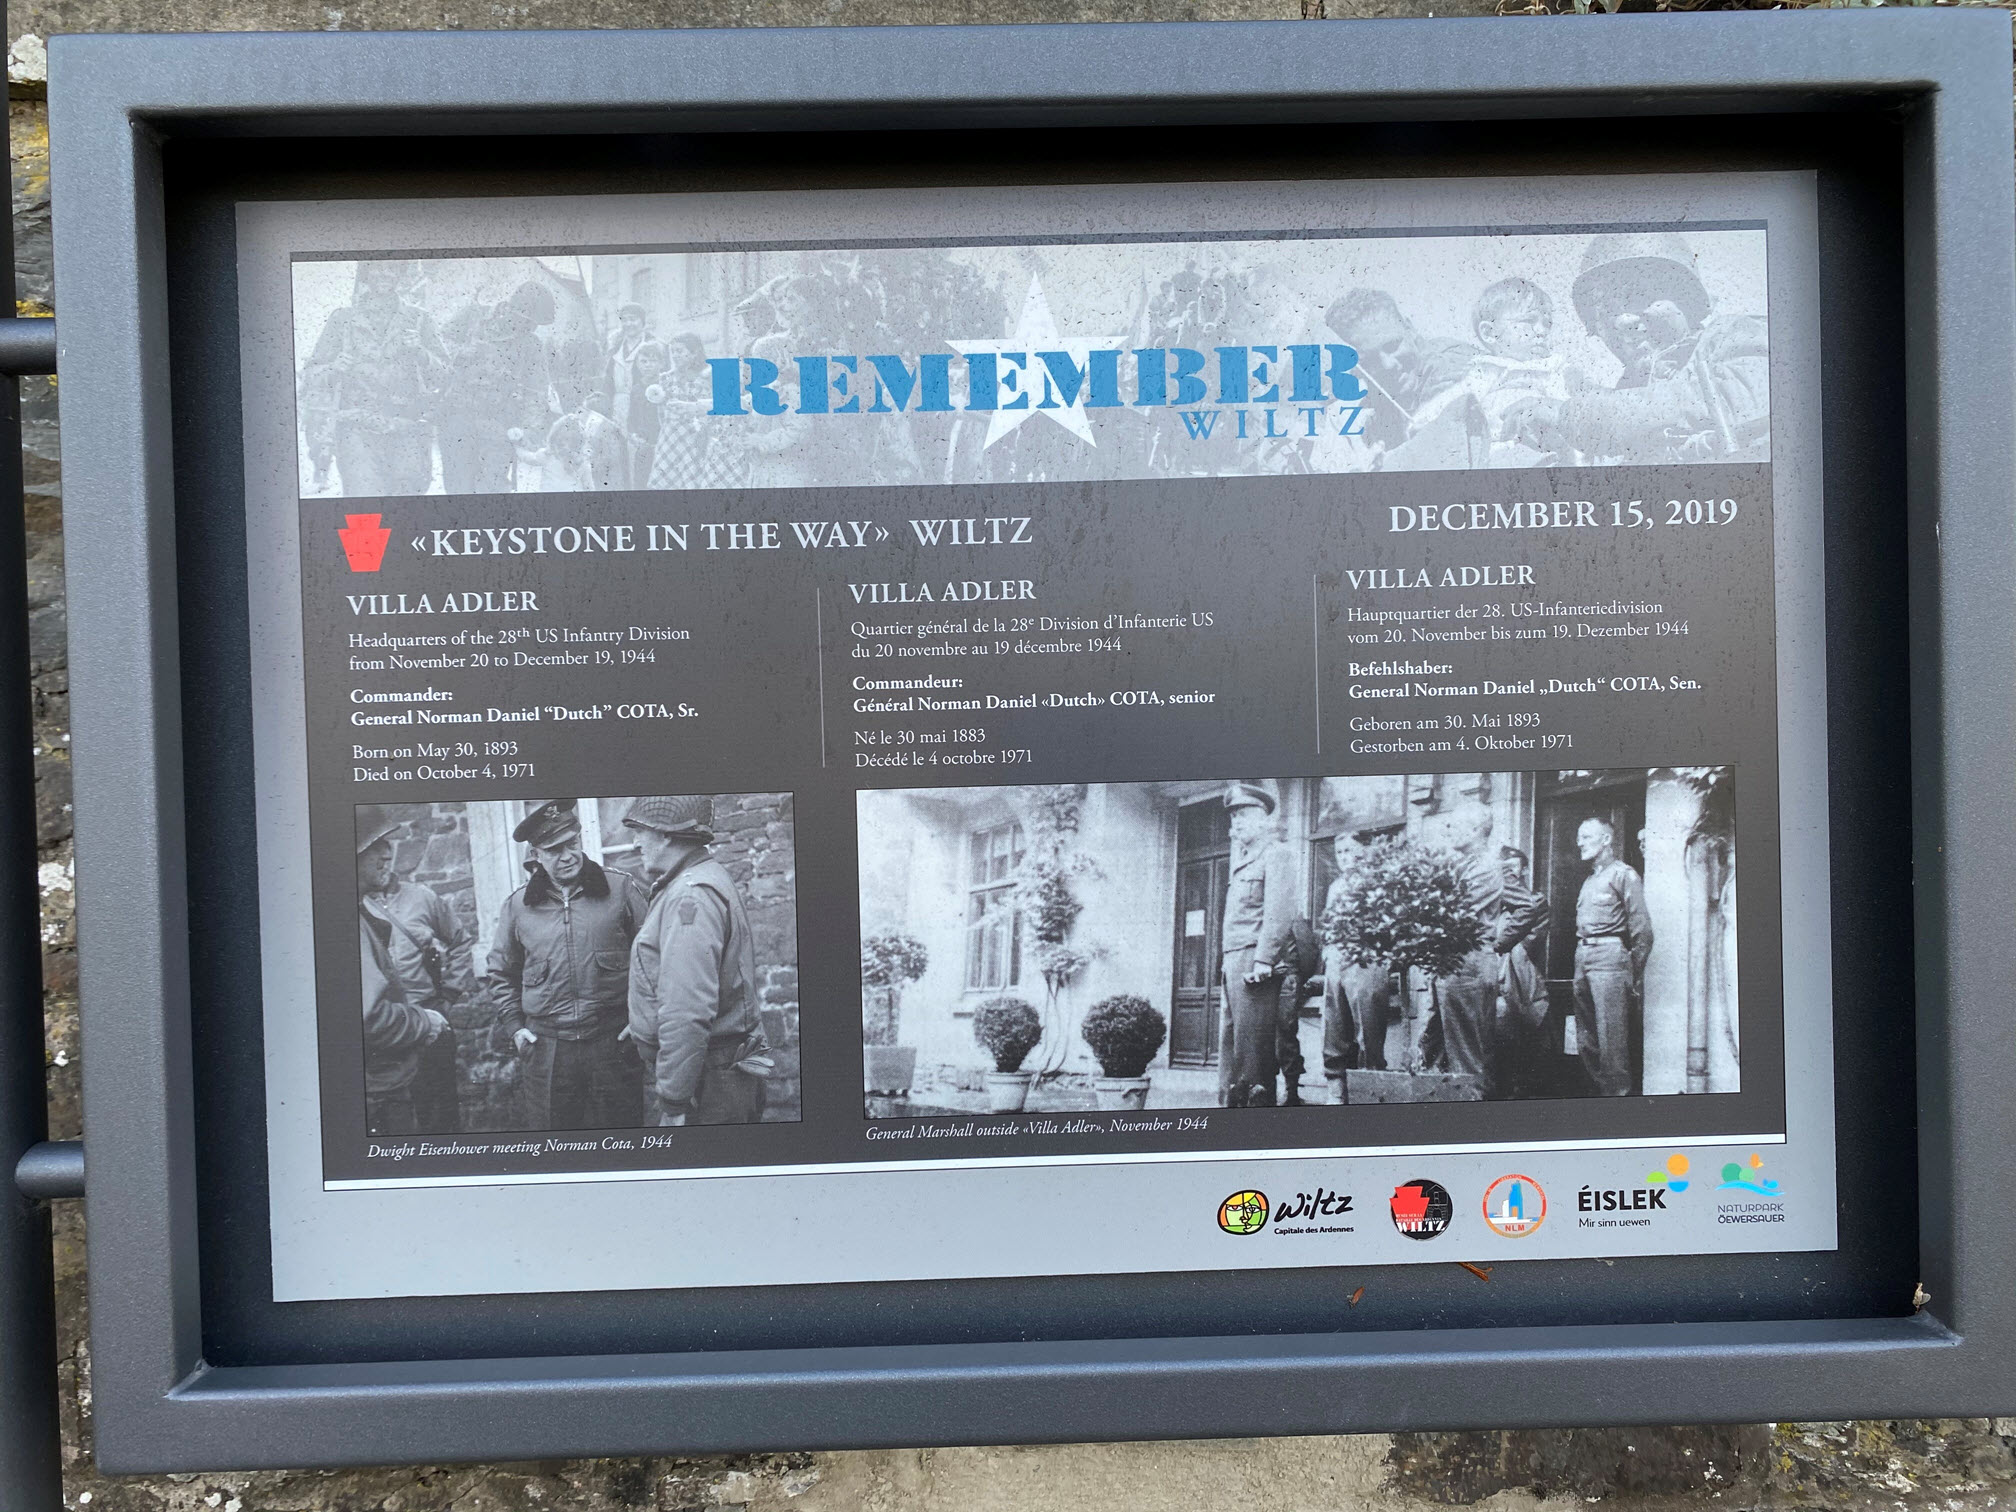 REMEMBER
WILTZ
«KEYSTONE IN THE WAY» WILTZ
DECEMBER 15, 2019
VILLA ADLER
Headquarters of the 28th US Infantry Division
from November 20 to December 19, 1944
Commander:
General Norman Daniel “Dutch” COTA, Sr.
Born on May 30, 1893
Died on October 4, 1971
VILLA ADLER
Quartier général de la 28e Division d’Infanterie US
du 20 novembre au 19 décembre 1944
Commandeur:
Général Norman Daniel «Dutch» COTA, senior
Né le 30 mai 1883
Décédé le 4 octobre 1971
VILLA ADLER
Hauptquartier der 28. US-Infanteriedivision
vom 20. November bis zum 19. Dezember 1944
Befehlshaber:
General Norman Daniel „Dutch“ COTA, Sen.
Geboren am 30. Mai 1893
Gestorben am 4. Oktober 1971
Dwight Eisenhower meeting Norman Cota, 1944
General Marshall outside «Villa Adler», November 1944
wiltz
Capitale des Ardennes
WILTZ
NLM
ÉISLEK
Mir sinn uewen
NATURPARK
ÖEWERSAUER